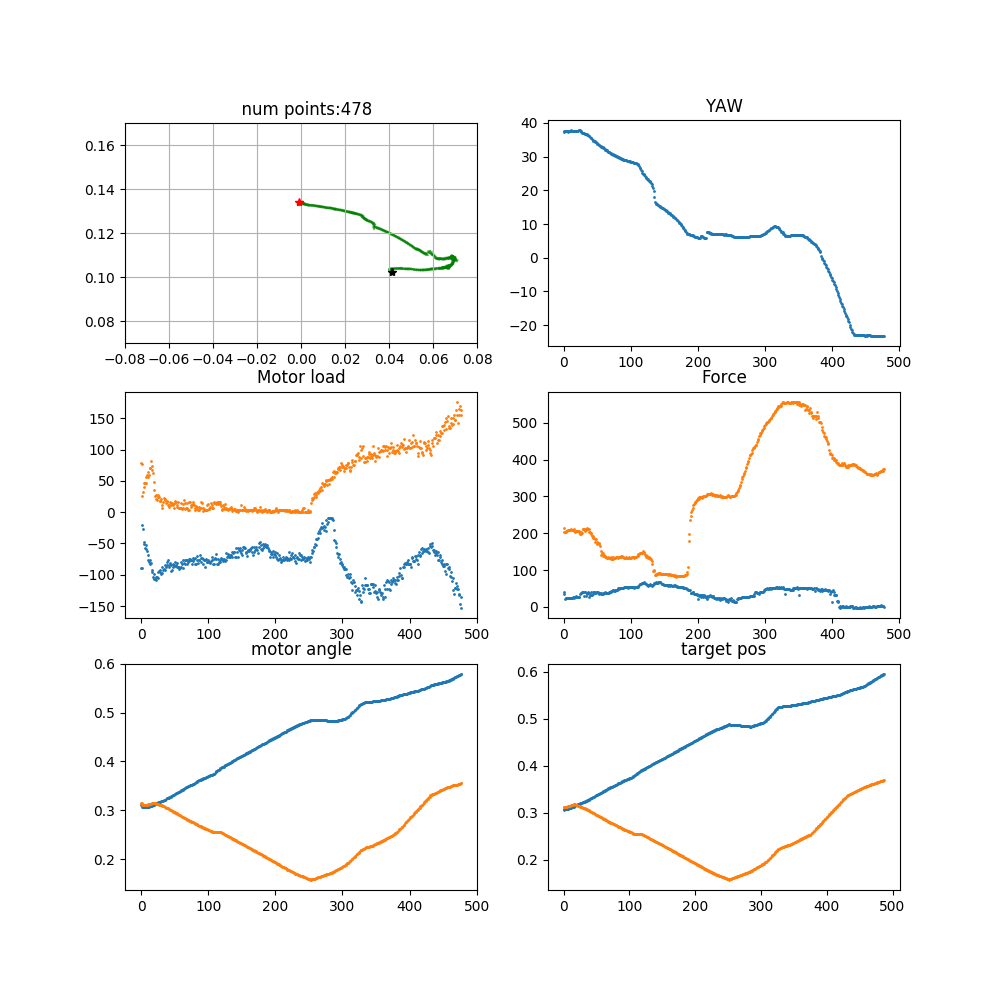 num points:478
YAW
0.16
0.14
0.12
0.10
0.08
−0.08 −0.06 −0.04 −0.02 0.00 0.02 0.04 0.06 0.08
40
30
20
10
0
−10
−20
0 100 200 300 400 500
Motor load
Force
150
100
50
0
−50
−100
−150
0 100 200 300 400 500
500
400
300
200
100
0
0 100 200 300 400 500
motor angle
target pos
0.6
0.5
0.4
0.3
0.2
0 100 200 300 400 500
0.6
0.5
0.4
0.3
0.2
0 100 200 300 400 500